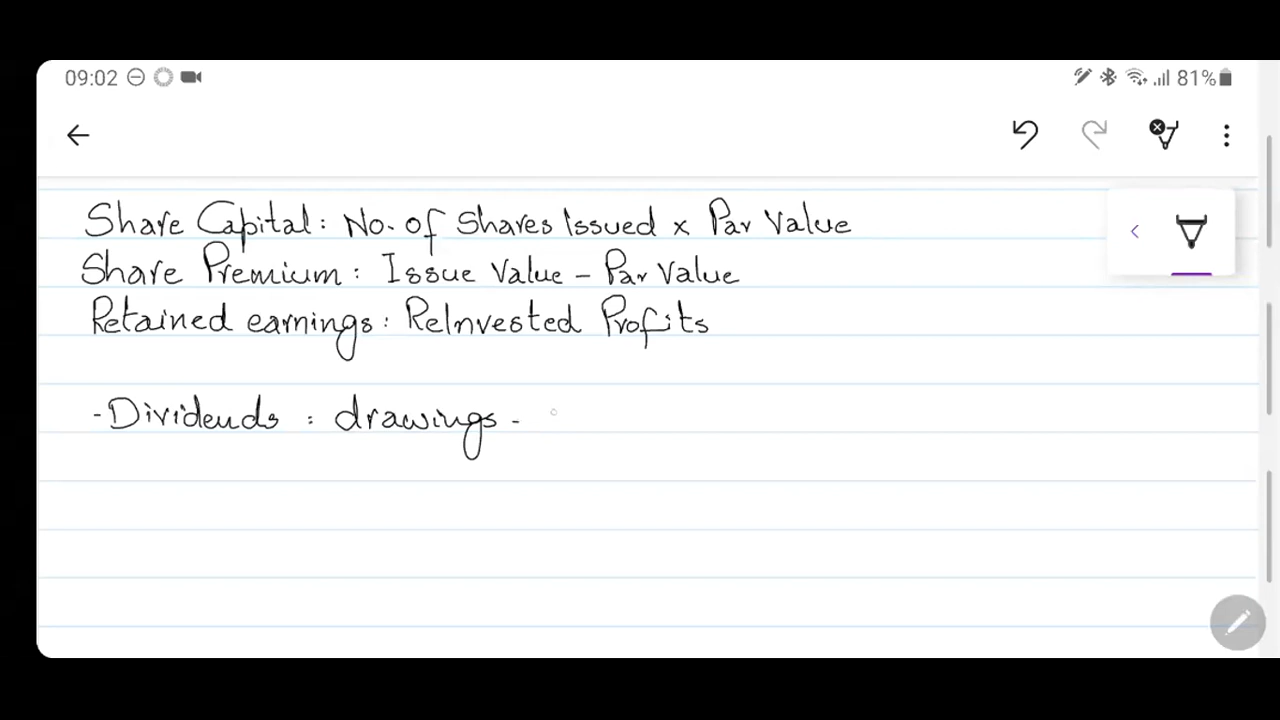 09:02
81%
Share Capital: No. of Shares Issued x Par Value
Share Premium: Issue Value - Par Value
Retained earnings: ReInvested Profits
-Dividends : drawings -